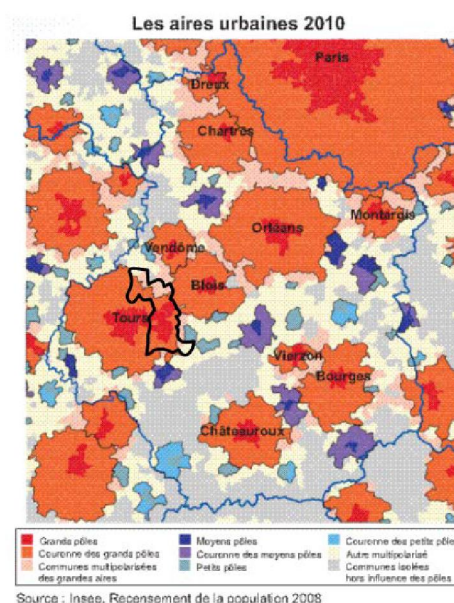 Les aires urbaines 2010
Paris
Dreux
Chartres
Orléans
Montargis
Vendôme
Blois
Tours
Vierzon
Bourges
Châteauroux
Grands pôles
Couronne des grands pôles
Communes multipolarisées
des grandes aires
Moyens pôles
Couronne des moyens pôles
Petits pôles
Couronne des petits pôle
Autre multipolarisé
Communes isolées
hors influence des pôles
Source : Insee, Recensement de la population 2008